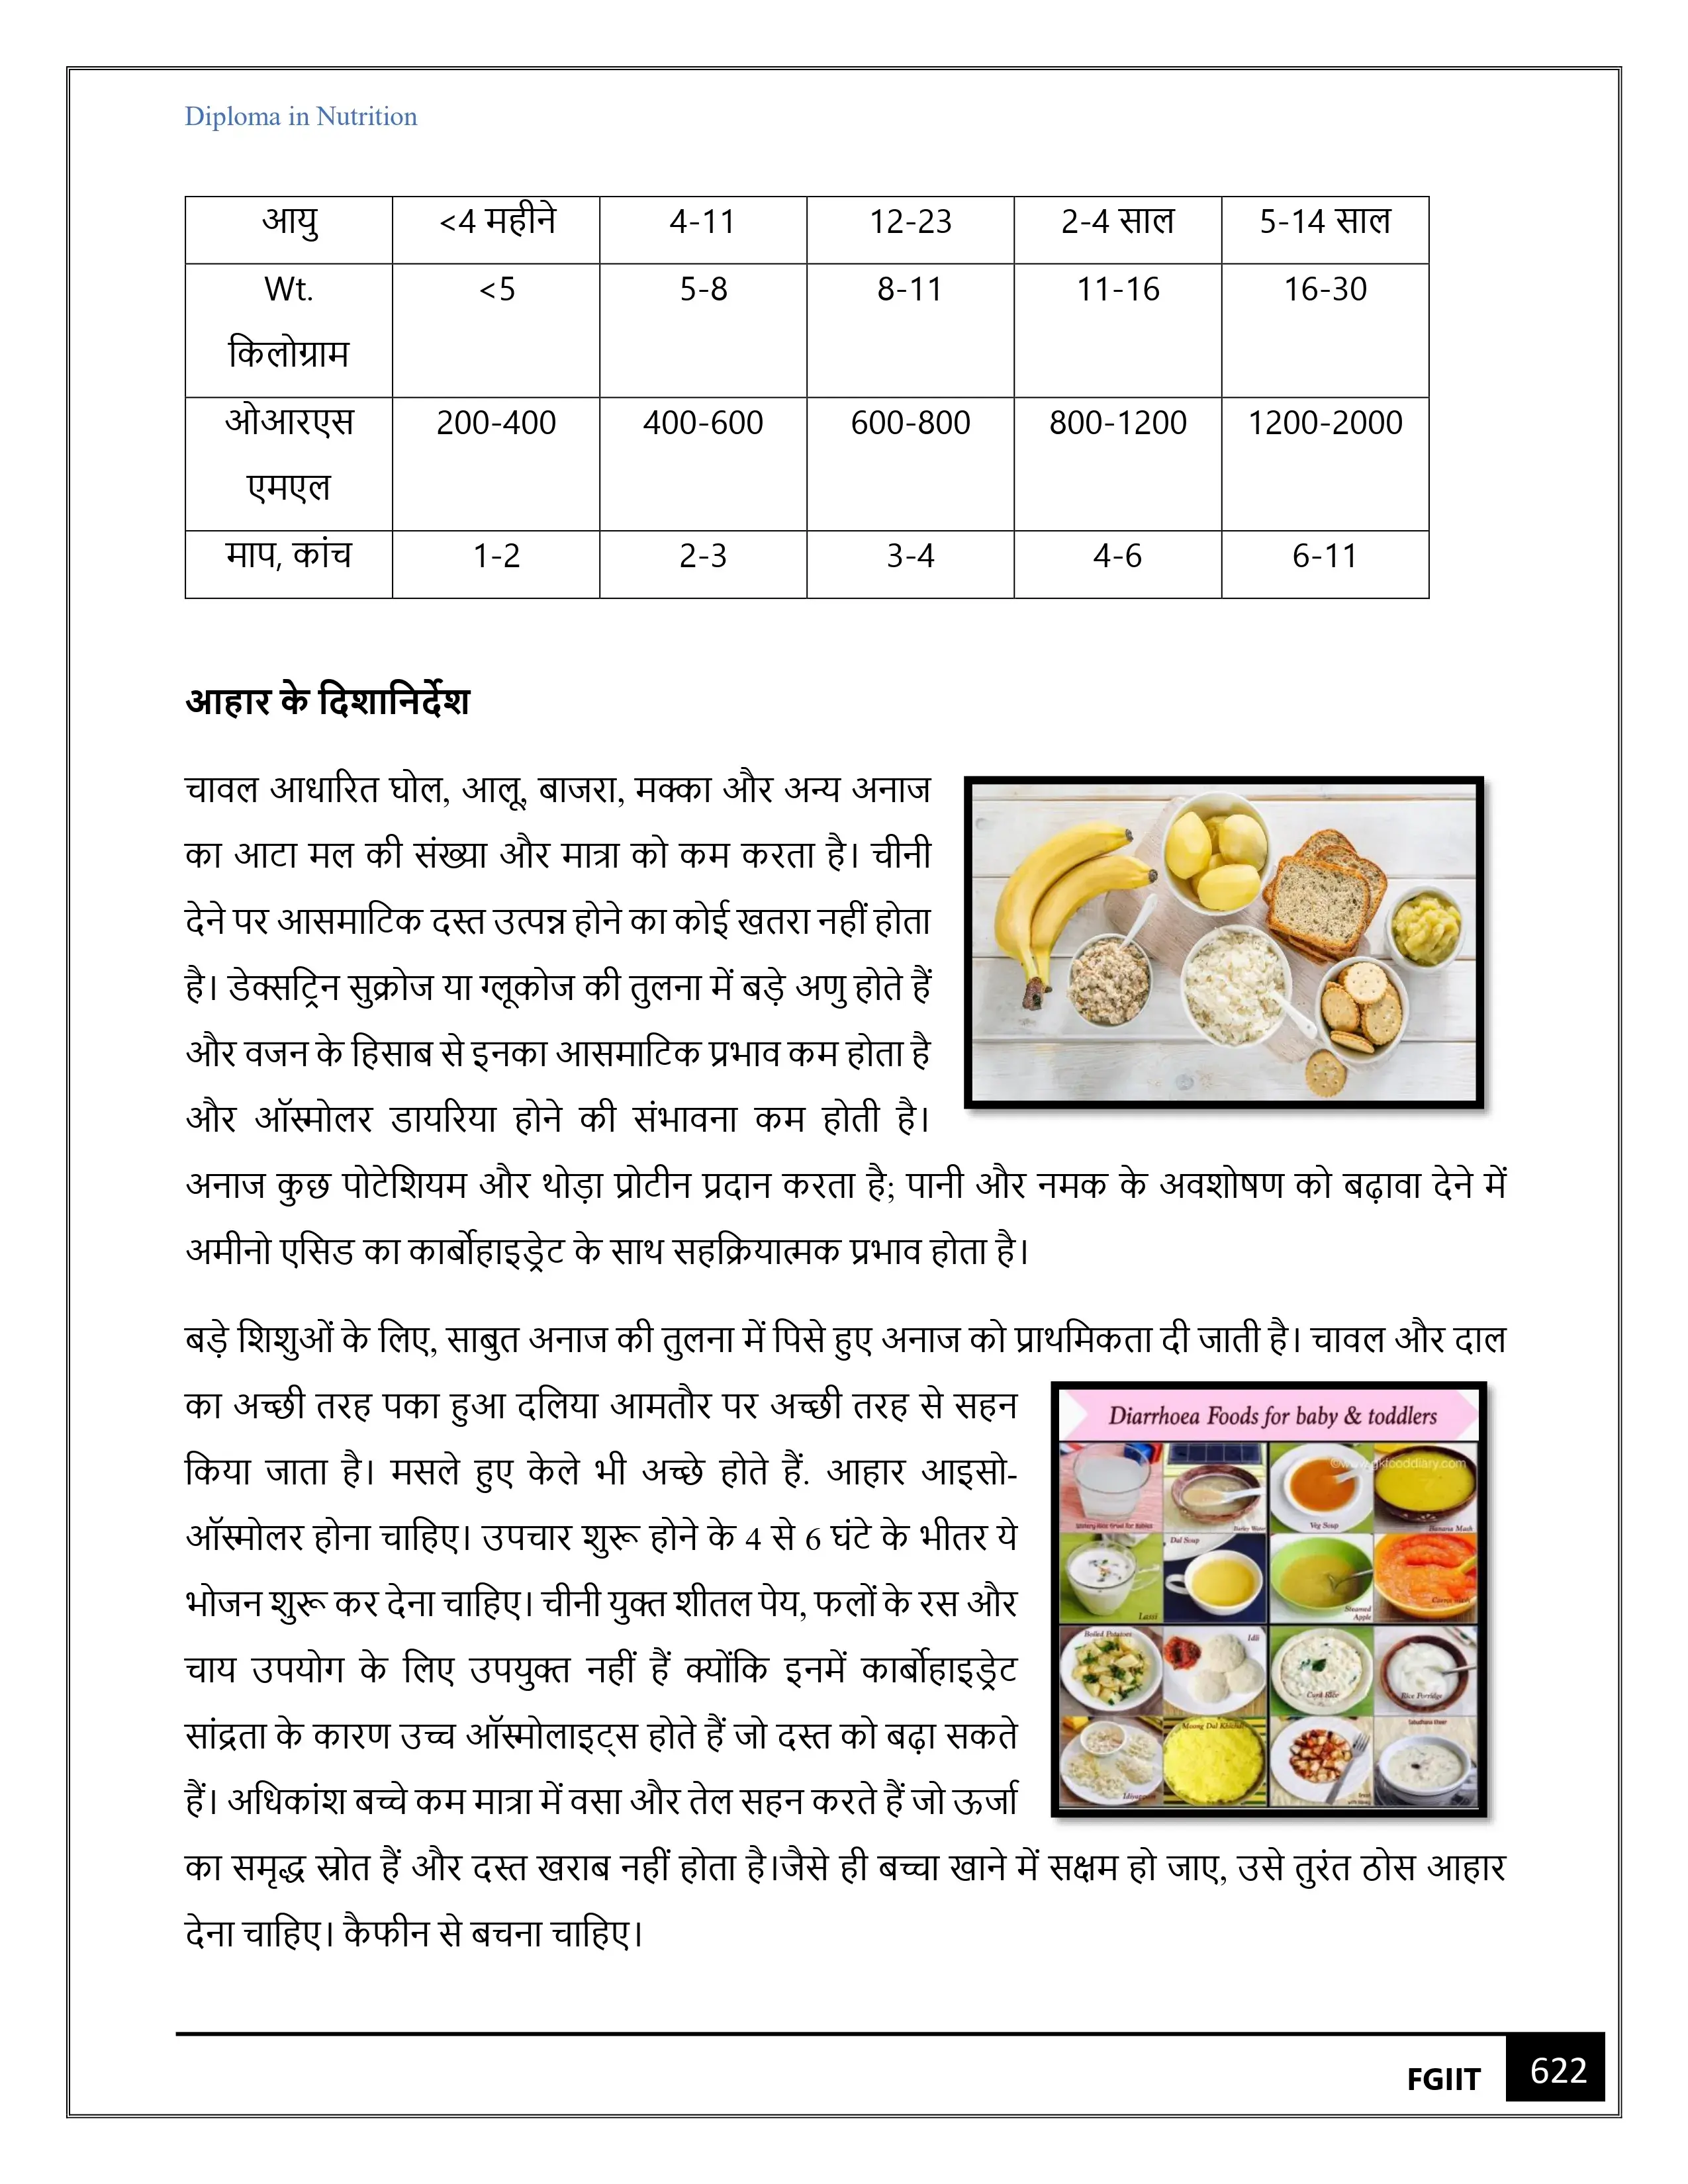 Diploma in Nutrition
आयु <4 महीने 4-11 12-23 2-4 साल 5-14 साल
Wt. <5 5-8 8-11 11-16 16-30
किलोग्राम
ओआरएस 200-400 400-600 600-800 800-1200 1200-2000
एमएल
माप, कांच 1-2 2-3 3-4 4-6 6-11
आहार के दिशानिर्देश
चावल आधारित घोल, आलू, बाजरा, मक्का और अन्य अनाज
का आटा मल की संख्या और मात्रा को कम करता है। चीनी
देने पर आसमाटिक दस्त उत्पन्न होने का कोई खतरा नहीं होता
है। डेक्सट्रिन सुक्रोज या ग्लूकोज की तुलना में बड़े अणु होते हैं
और वजन के हिसाब से इनका आसमाटिक प्रभाव कम होता है
और ऑस्मोलर डायरिया होने की संभावना कम होती है।
अनाज कुछ पोटेशियम और थोड़ा प्रोटीन प्रदान करता है; पानी और नमक के अवशोषण को बढ़ावा देने में
अमीनो एसिड का कार्बोहाइड्रेट के साथ सहक्रियात्मक प्रभाव होता है।
बड़े शिशुओं के लिए, साबुत अनाज की तुलना में पिसे हुए अनाज को प्राथमिकता दी जाती है। चावल और दाल
का अच्छी तरह पका हुआ दलिया आमतौर पर अच्छी तरह से सहन
किया जाता है। मसले हुए केले भी अच्छे होते हैं. आहार आइसो-
ऑस्मोलर होना चाहिए। उपचार शुरू होने के 4 से 6 घंटे के भीतर ये
भोजन शुरू कर देना चाहिए। चीनी युक्त शीतल पेय, फलों के रस और
चाय उपयोग के लिए उपयुक्त नहीं हैं क्योंकि इनमें कार्बोहाइड्रेट
सांद्रता के कारण उच्च ऑस्मोलाइट्स होते हैं जो दस्त को बढ़ा सकते
हैं। अधिकांश बच्चे कम मात्रा में वसा और तेल सहन करते हैं जो ऊर्जा
का समृद्ध स्रोत हैं और दस्त खराब नहीं होता है।जैसे ही बच्चा खाने में सक्षम हो जाए, उसे तुरंत ठोस आहार
देना चाहिए। कैफीन से बचना चाहिए।
Diarrhoea Foods for baby & toddlers
Veg Soup
Banana Mash
Dal Soup
Lassi
Steamed
Apple
Boiled Potatoes
Idli
Curd Rice
Rice Porridge
Moong Dal Khichdi
FGIIT 622